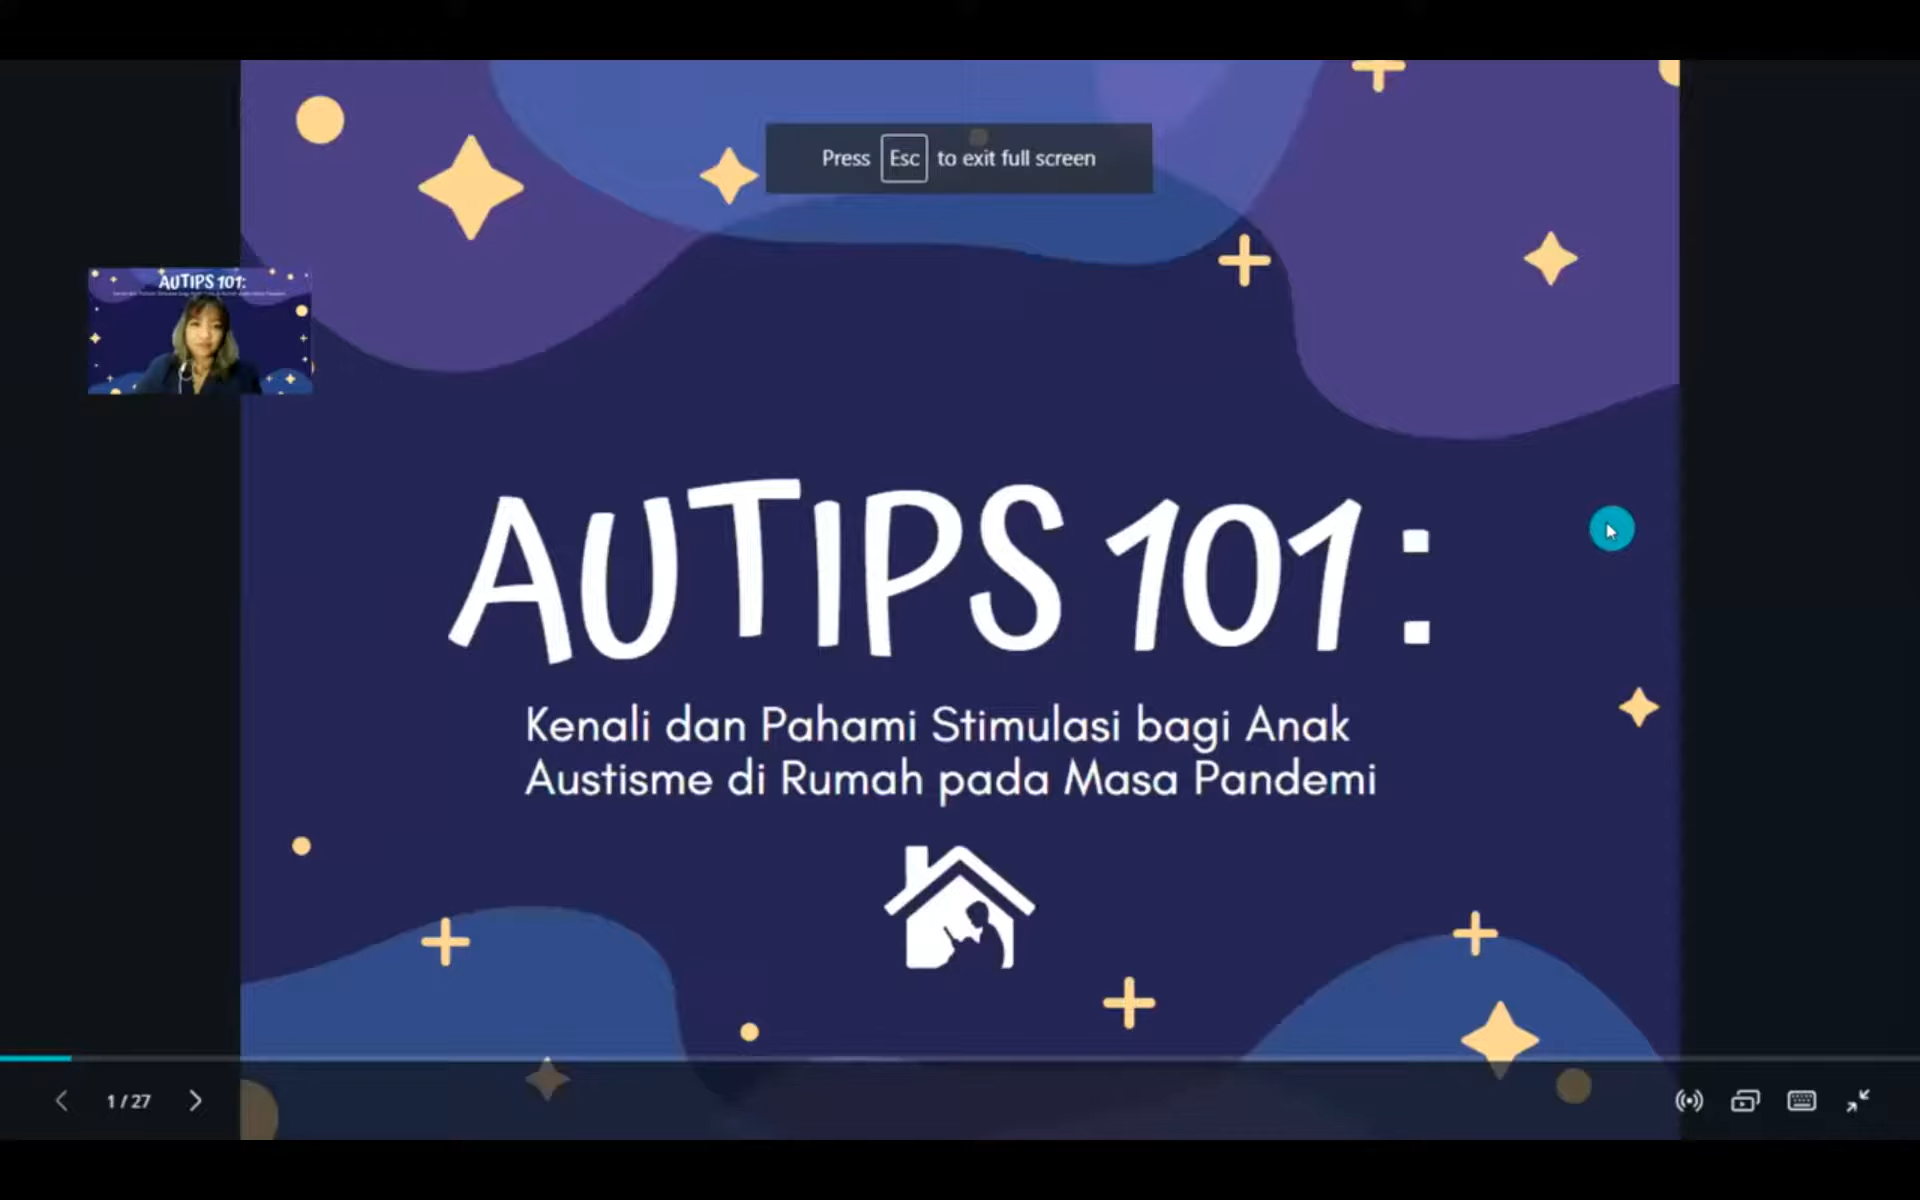 Press Esc to exit full screen
AUTIPS 101:
AUTIPS 101 :
Kenali dan Pahami Stimulasi bagi Anak
Austisme di Rumah pada Masa Pandemi
1 / 27